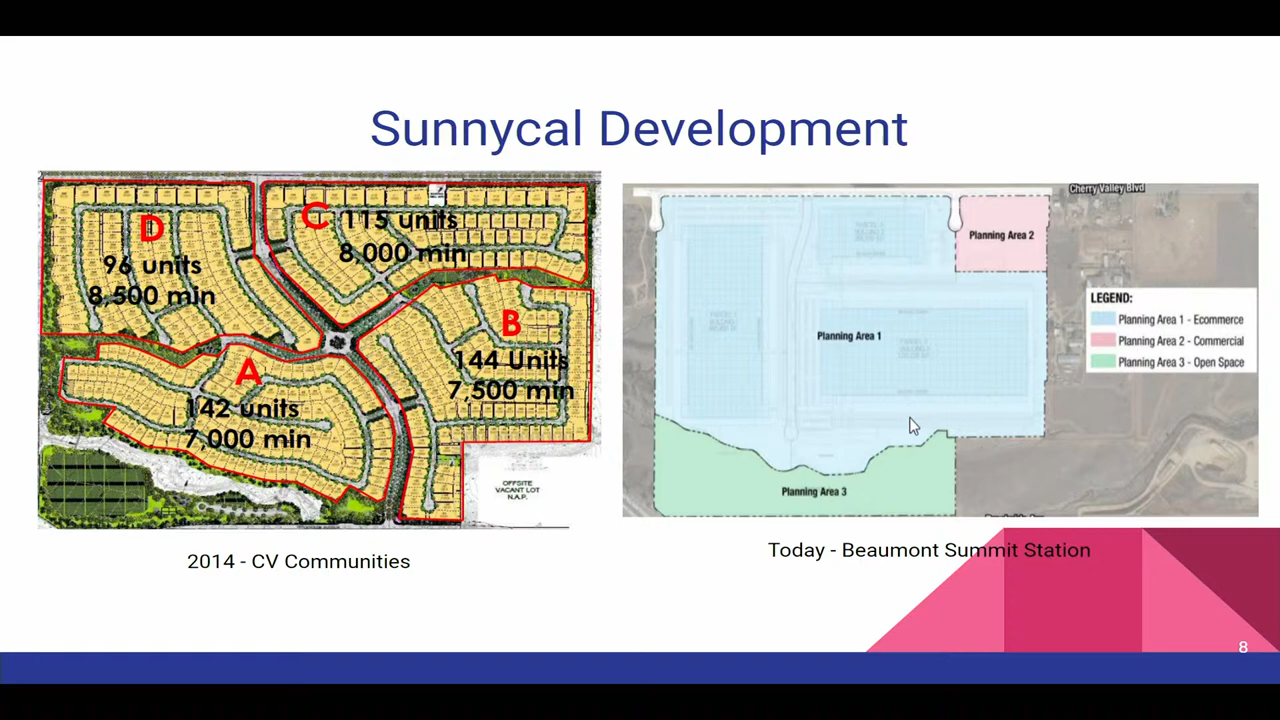 Sunnycal Development
D
96 units
8,500 min
C 115 units
8,000 min
B
144 Units
7,500 min
A
142 units
7,000 min
OFFSITE
VACANT LOT
N.A.P.
2014 - CV Communities
Cherry Valley Blvd
Planning Area 2
Planning Area 1
Planning Area 3
LEGEND:
Planning Area 1 - Ecommerce
Planning Area 2 - Commercial
Planning Area 3 - Open Space
Today - Beaumont Summit Station
8